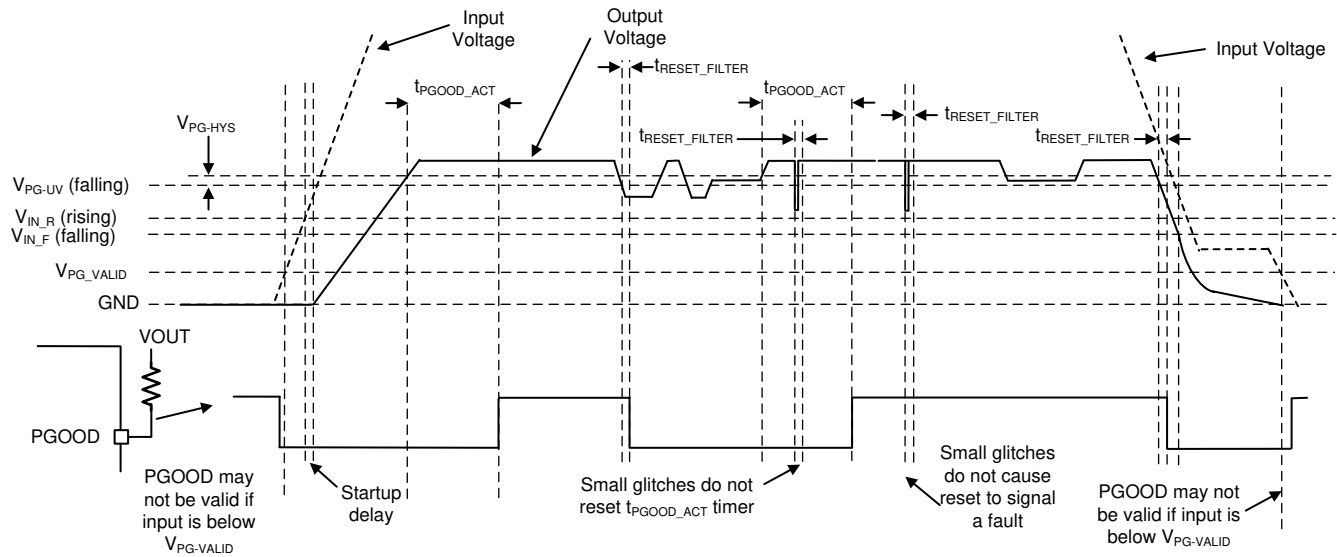 Input
Voltage
Output
Voltage
Input Voltage
tRESET_FILTER
tPGOOD_ACT
tPGOOD_ACT
tRESET_FILTER
tRESET_FILTER
tRESET_FILTER
VPG-HYS
VPG-UV (falling)
VIN_R (rising)
VIN_F (falling)
VPG_VALID
GND
VOUT
PGOOD
PGOOD may
not be valid if
input is below
VPG-VALID
Startup
delay
Small glitches do not
reset tPGOOD_ACT timer
Small glitches
do not cause
reset to signal
a fault
PGOOD may not
be valid if input is
below VPG-VALID